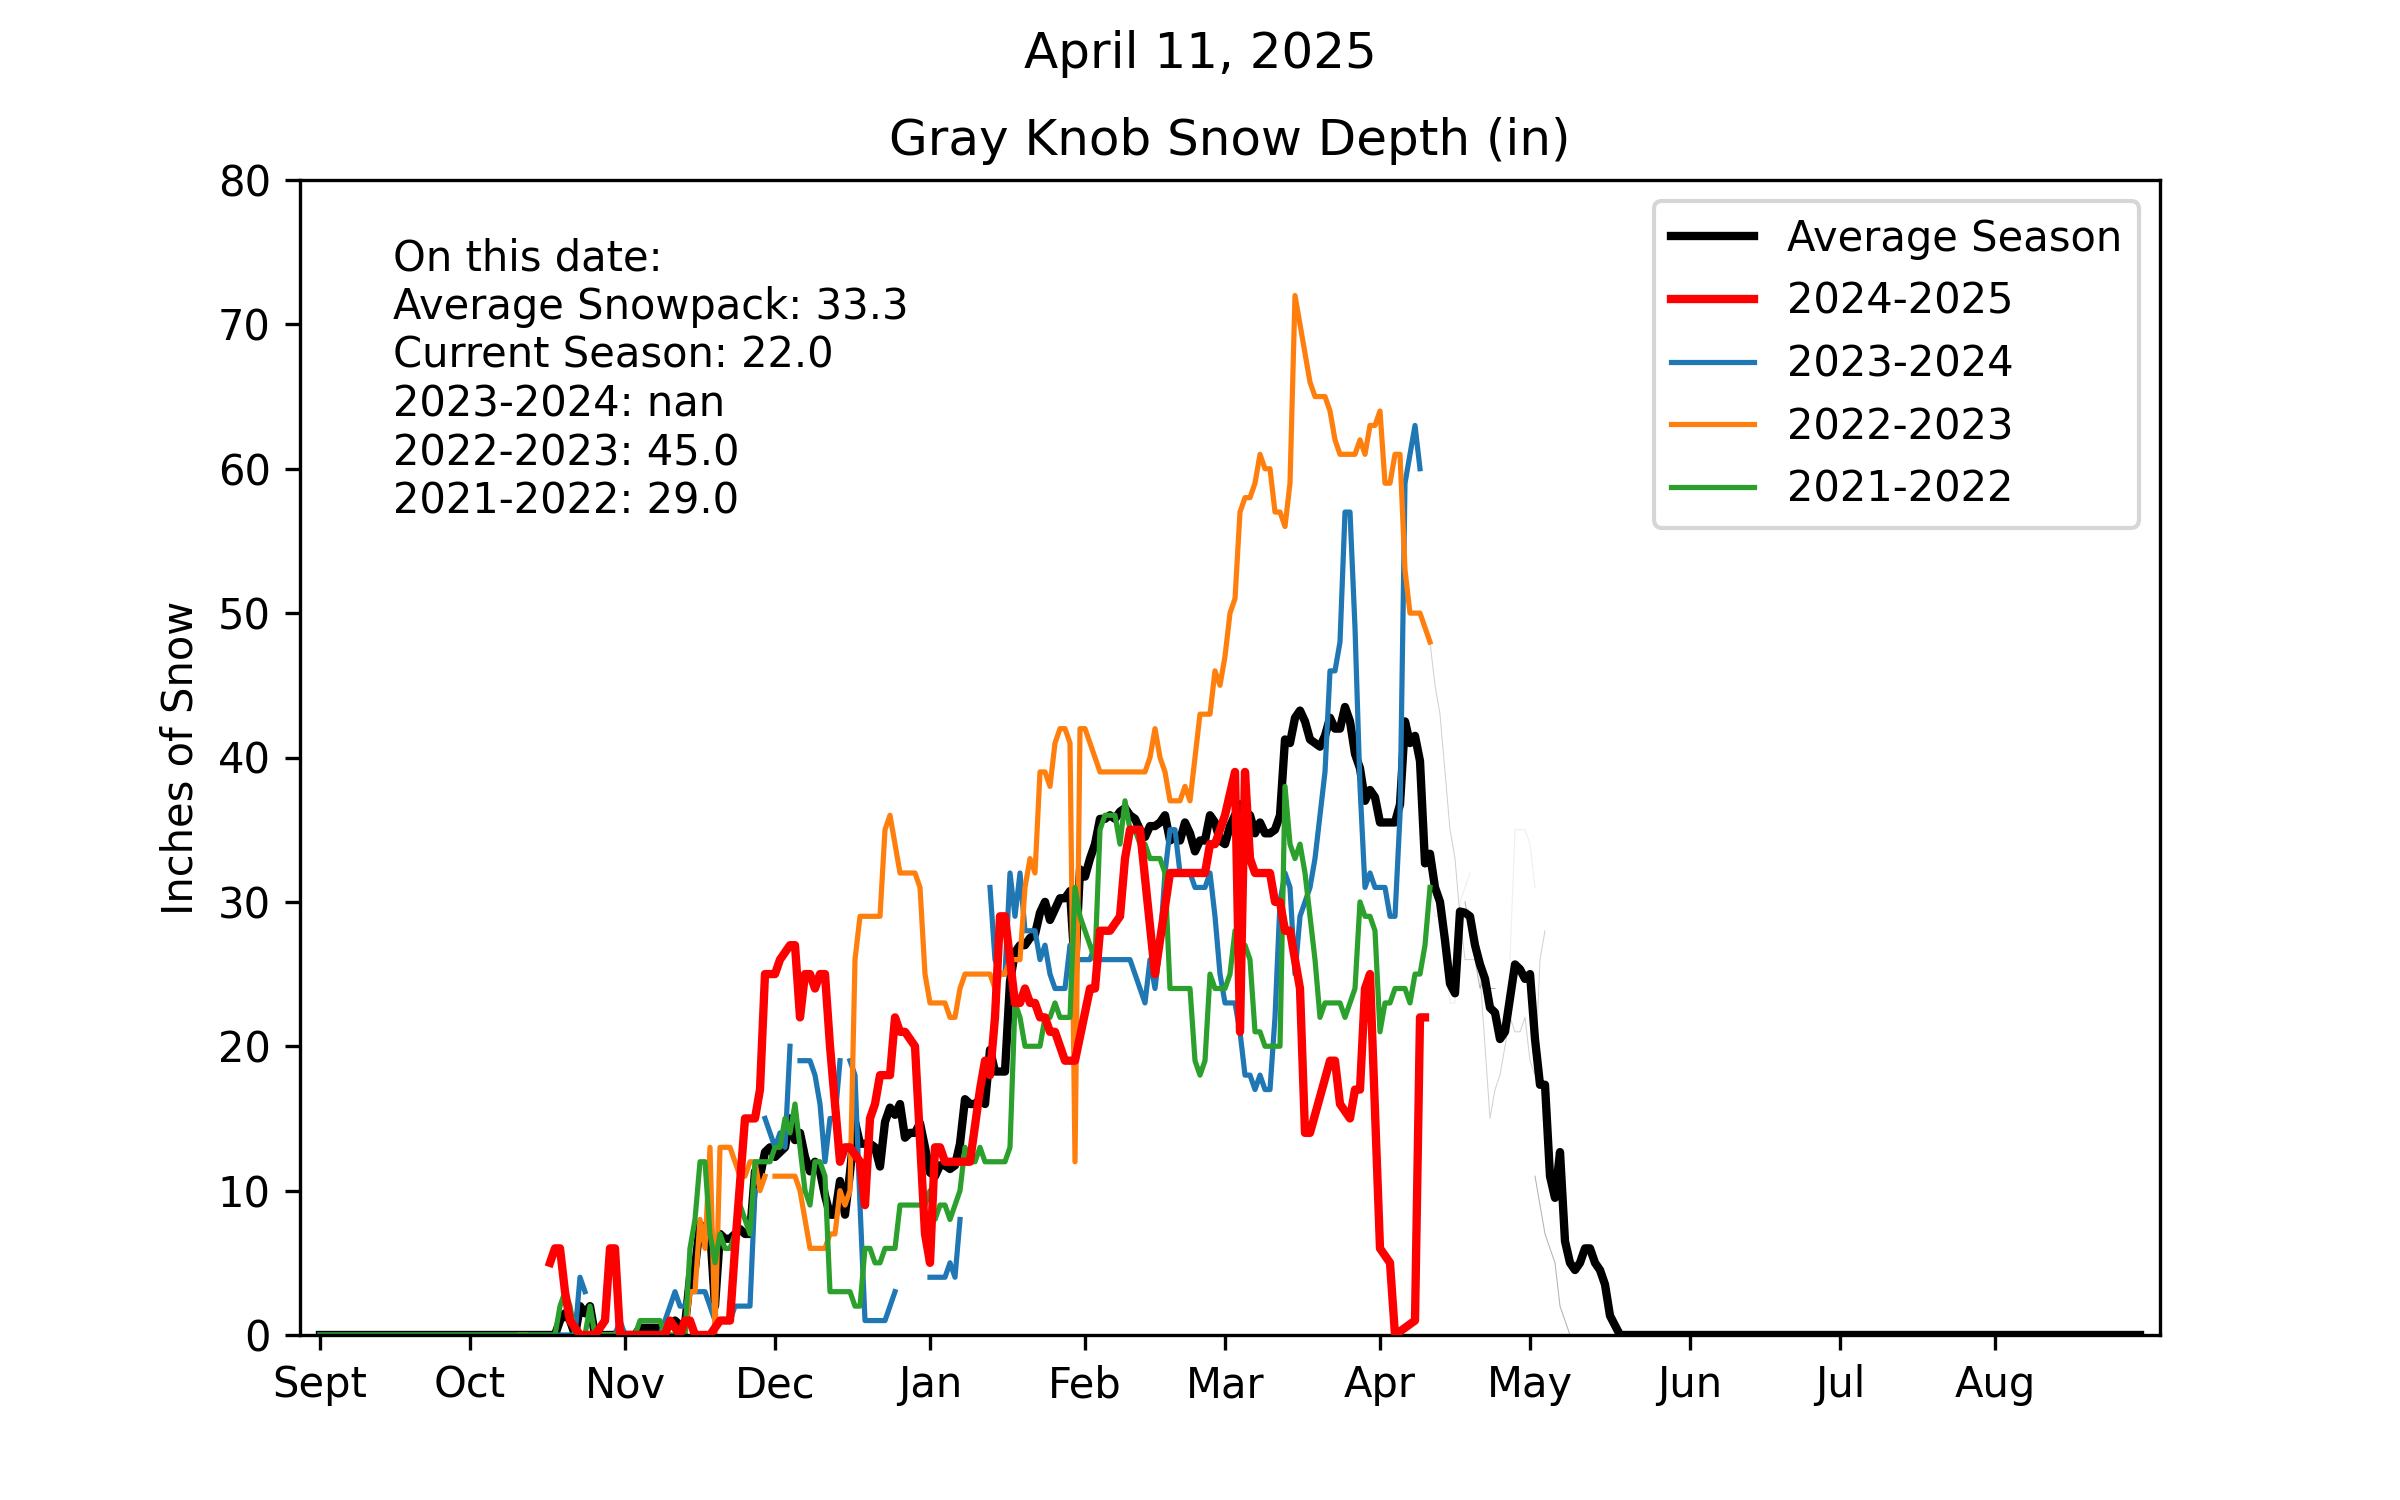 April 11, 2025
Gray Knob Snow Depth (in)
On this date:
Average Snowpack: 33.3
Current Season: 22.0
2023-2024: nan
2022-2023: 45.0
2021-2022: 29.0
Average Season
2024-2025
2023-2024
2022-2023
2021-2022
Inches of Snow
80
70
60
50
40
30
20
10
0
Sept Oct Nov Dec Jan Feb Mar Apr May Jun Jul Aug